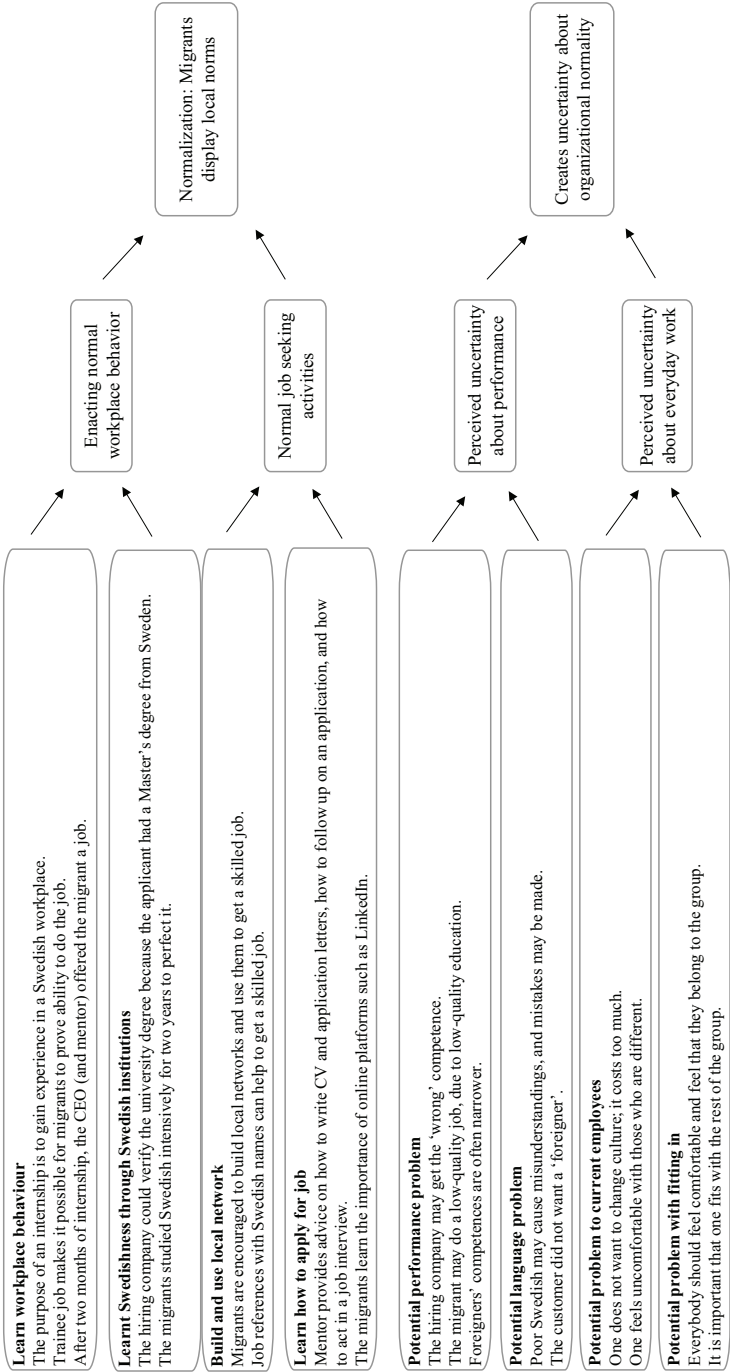 Learn workplace behaviour
The purpose of an internship is to gain experience in a Swedish workplace.
Trainee job makes it possible for migrants to prove ability to do the job.
After two months of internship, the CEO (and mentor) offered the migrant a job.
Learnt Swedishness through Swedish institutions
The hiring company could verify the university degree because the applicant had a Master’s degree from Sweden.
The migrants studied Swedish intensively for two years to perfect it.
Build and use local network
Migrants are encouraged to build local networks and use them to get a skilled job.
Job references with Swedish names can help to get a skilled job.
Learn how to apply for job
Mentor provides advice on how to write CV and application letters, how to follow up on an application, and how
to act in a job interview.
The migrants learn the importance of online platforms such as LinkedIn.
Potential performance problem
The hiring company may get the ‘wrong’ competence.
The migrant may do a low-quality job, due to low-quality education.
Foreigners’ competences are often narrower.
Potential language problem
Poor Swedish may cause misunderstandings, and mistakes may be made.
The customer did not want a ‘foreigner’.
Potential problem to current employees
One does not want to change culture; it costs too much.
One feels uncomfortable with those who are different.
Potential problem with fitting in
Everybody should feel comfortable and feel that they belong to the group.
It is important that one fits with the rest of the group.
Enacting normal
workplace behavior
Normal job seeking
activities
Perceived uncertainty
about performance
Perceived uncertainty
about everyday work
Normalization: Migrants
display local norms
Creates uncertainty about
organizational normality